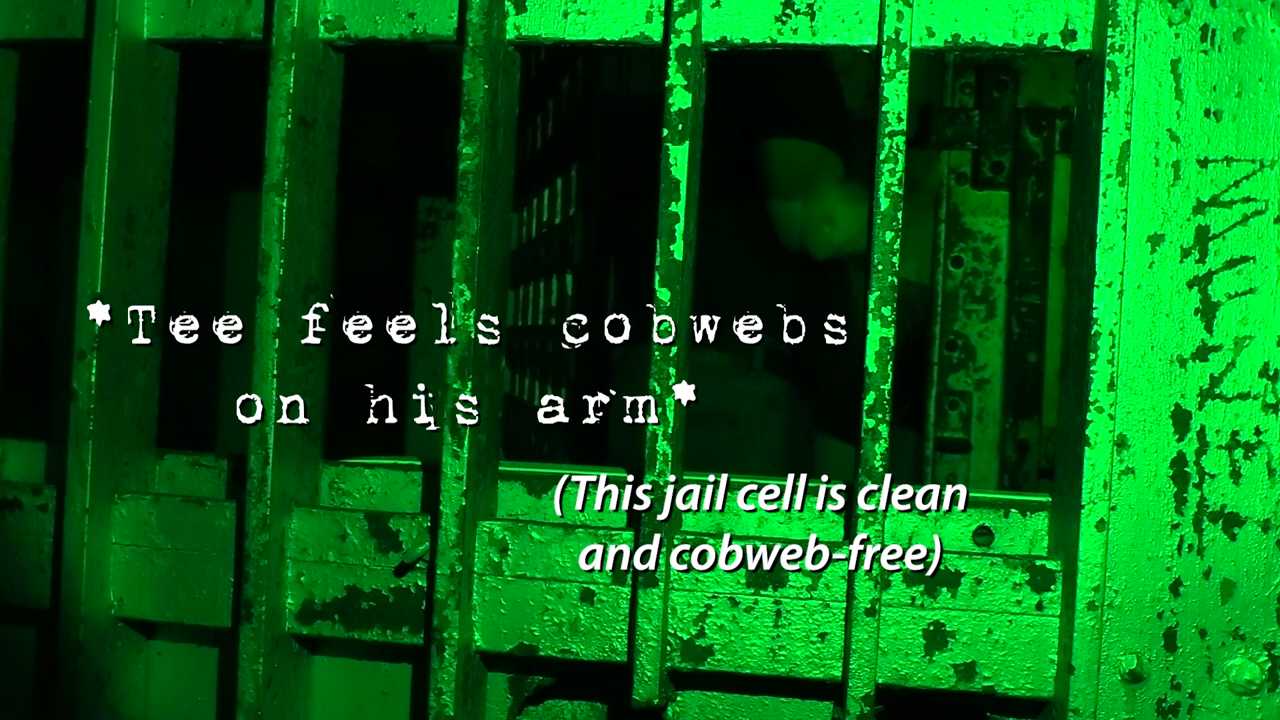 *Tee feels cobwebs
on his arm*
(This jail cell is clean
and cobweb-free)